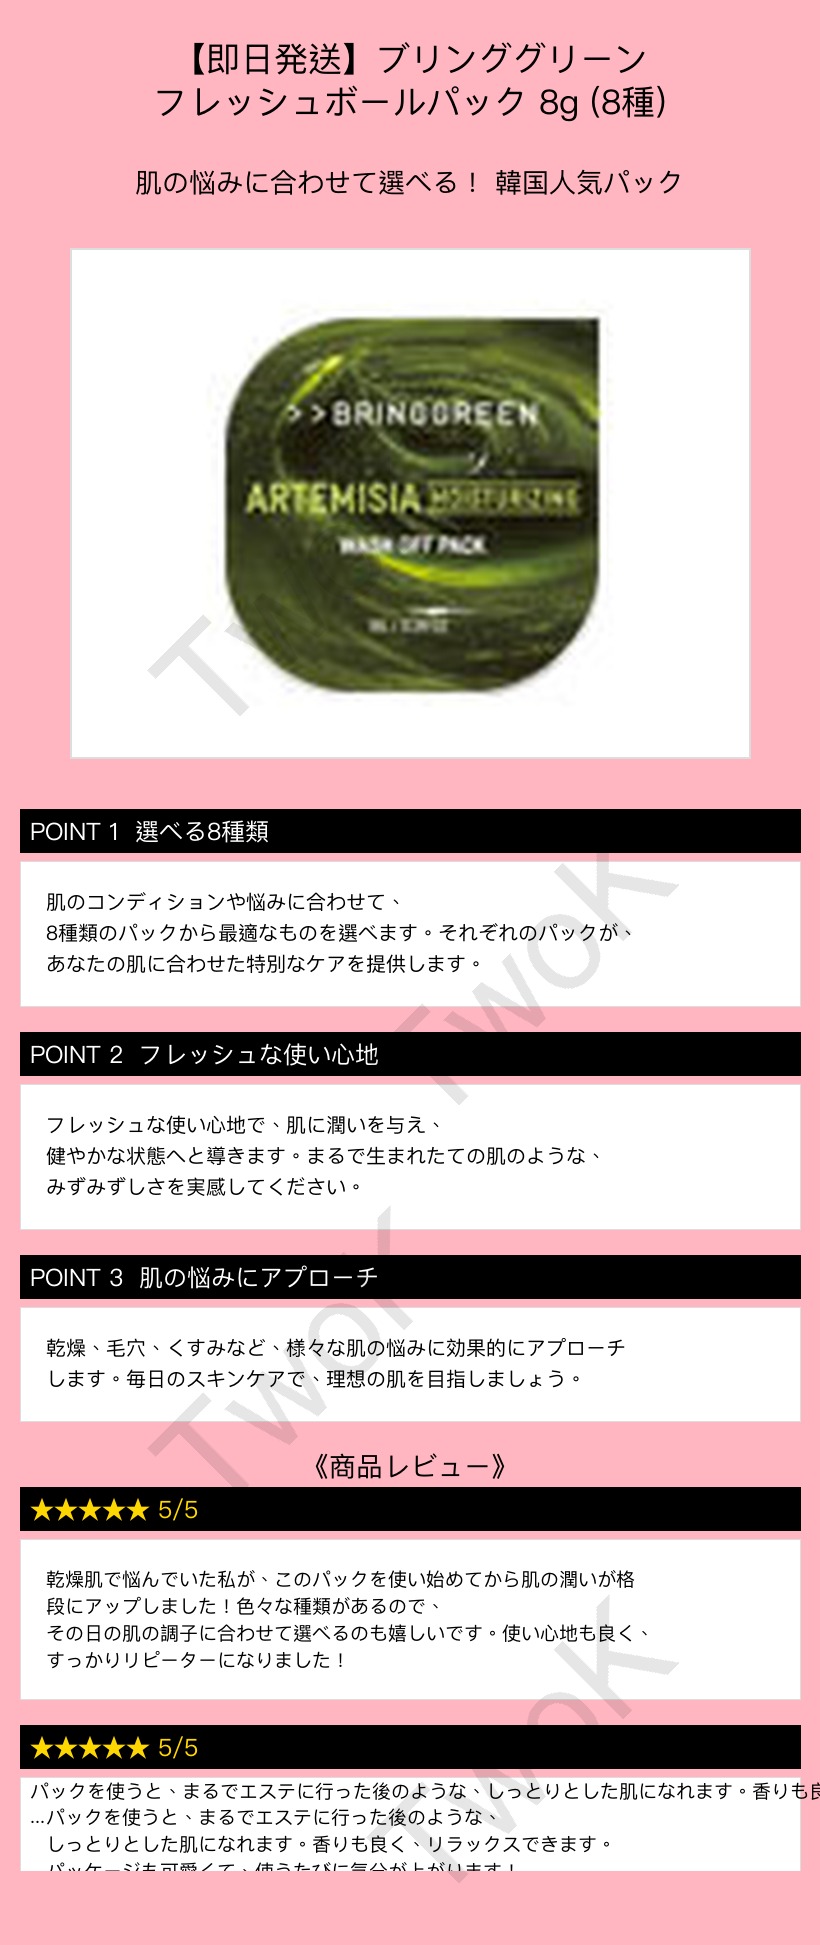 【即日発送】ブリンググリーン
フレッシュボールパック 8g (8種)
肌の悩みに合わせて選べる！ 韓国人気パック
>>BRINGGREEN
ARTEMISIA MOISTURIZING
WASH OFF PACK
POINT 1 選べる8種類
肌のコンディションや悩みに合わせて、
8種類のパックから最適なものを選べます。それぞれのパックが、
あなたの肌に合わせた特別なケアを提供します。
POINT 2 フレッシュな使い心地
フレッシュな使い心地で、肌に潤いを与え、
健やかな状態へと導きます。まるで生まれたての肌のような、
みずみずしさを実感してください。
POINT 3 肌の悩みにアプローチ
乾燥、毛穴、くすみなど、様々な肌の悩みに効果的にアプローチ
します。毎日のスキンケアで、理想の肌を目指しましょう。
《商品レビュー》
★★★★★ 5/5
乾燥肌で悩んでいた私が、このパックを使い始めてから肌の潤いが格
段にアップしました！色々な種類があるので、
その日の肌の調子に合わせて選べるのも嬉しいです。使い心地も良く、
すっかりリピーターになりました！
★★★★★ 5/5
パックを使うと、まるでエステに行った後のような、しっとりとした肌になれます。香りも良
...パックを使うと、まるでエステに行った後のような、
しっとりとした肌になれます。香りも良く、リラックスできます。
パッケージも可愛くて、使うたびに気分が上がります！
TwoK
TwoK
TwoK